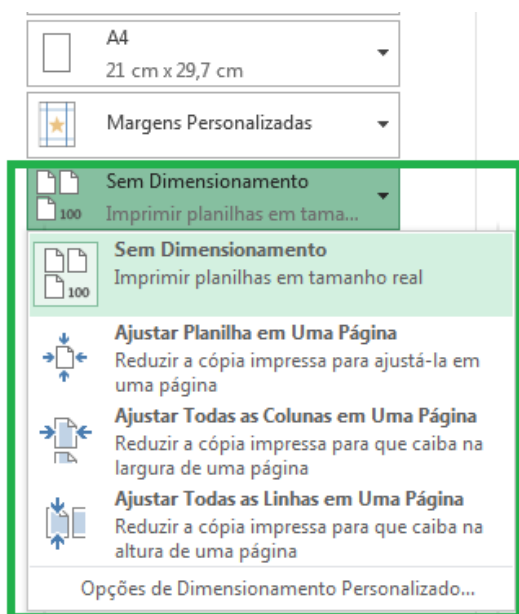 A4
21 cm x 29,7 cm
Margens Personalizadas
Sem Dimensionamento
100 Imprimir planilhas em tama...
Sem Dimensionamento
Imprimir planilhas em tamanho real
100
Ajustar Planilha em Uma Página
Reduzir a cópia impressa para ajustá-la em
uma página
Ajustar Todas as Colunas em Uma Página
Reduzir a cópia impressa para que caiba na
largura de uma página
Ajustar Todas as Linhas em Uma Página
Reduzir a cópia impressa para que caiba na
altura de uma página
Opções de Dimensionamento Personalizado...